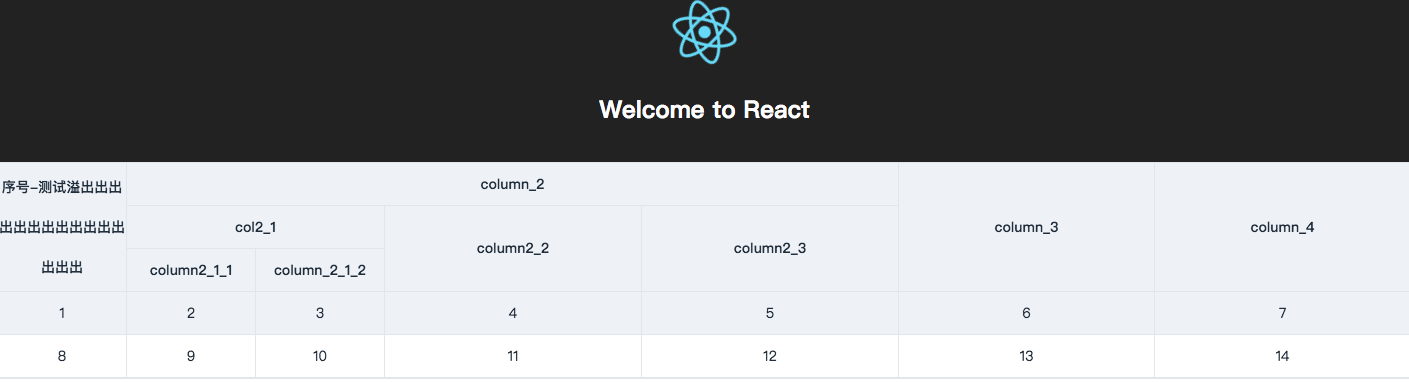 Welcome to React
序号-测试溢出出出
出出出出出出出出出
出出出
column_2
column_3
column_4
col2_1
column2_2
column2_3
column2_1_1
column_2_1_2
1 2 3 4 5 6 7
8 9 10 11 12 13 14